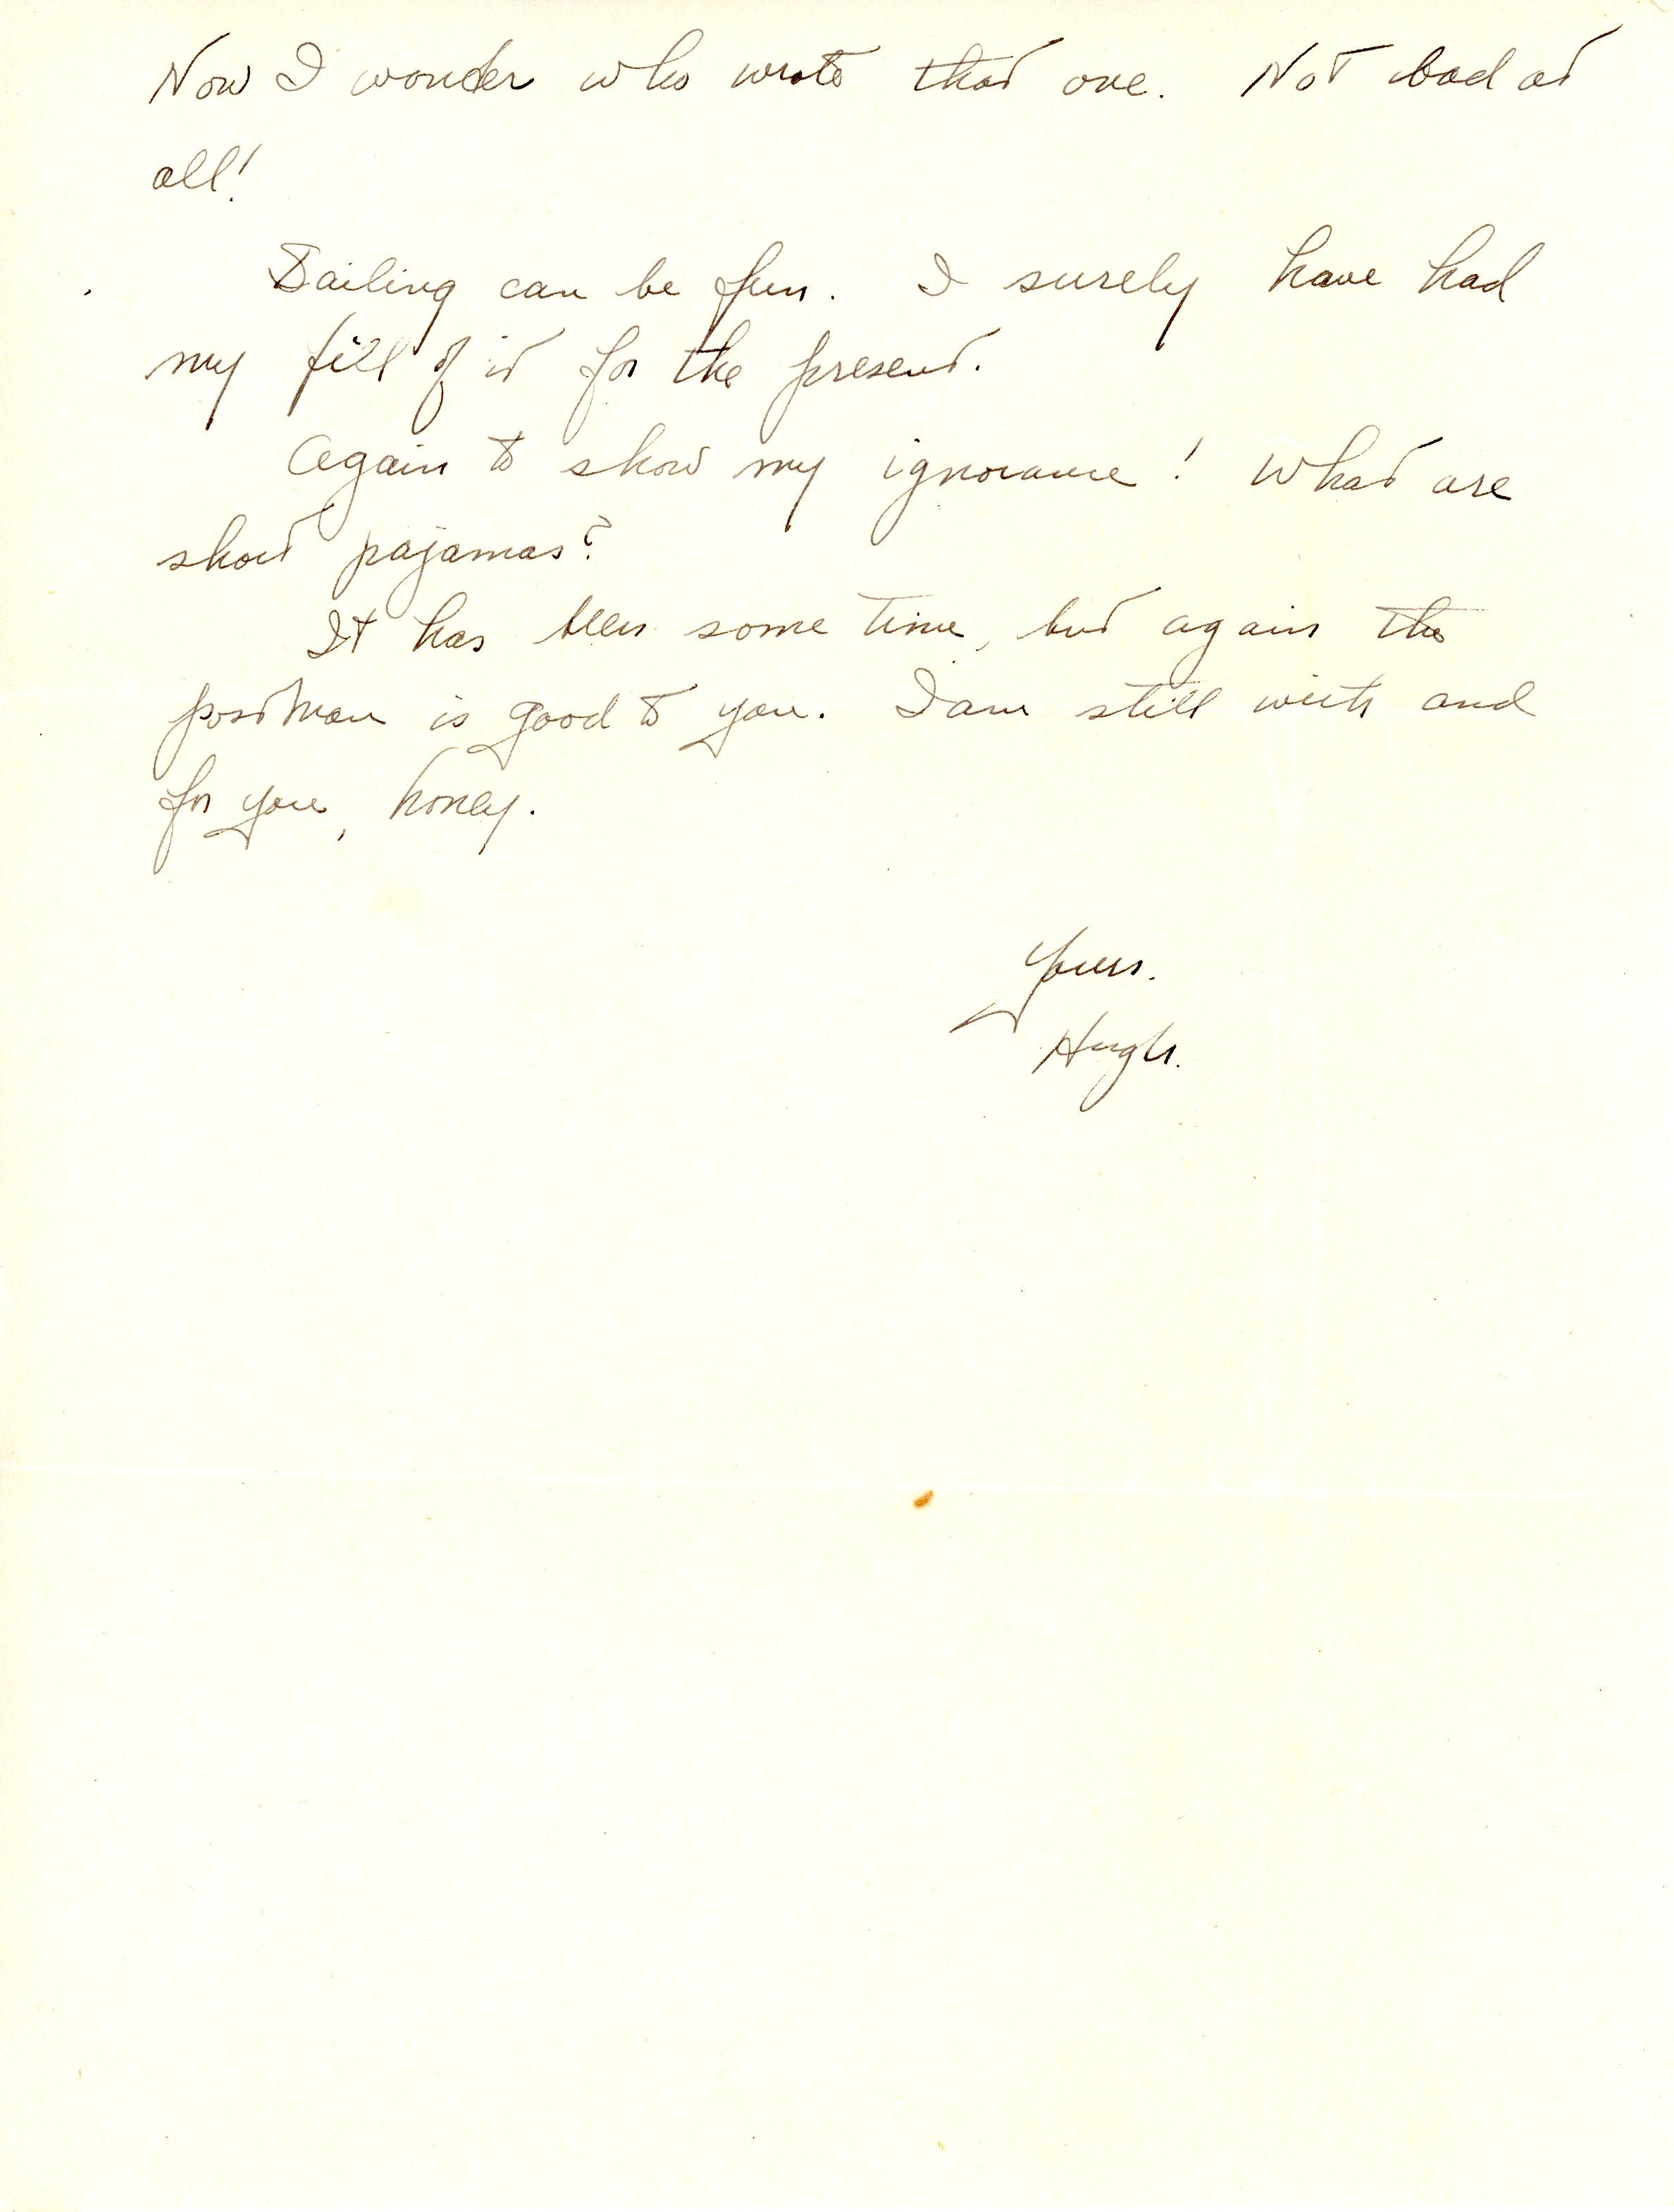 Now I wonder who wrote that one. Not bad at
all!
Sailing can be fun. I surely have had
my fill of it for the present.
Again to show my ignorance! What are
short pajamas?
It has been some time, but again the
postman is good to you. I am still with and
for you, honey.
Yours.
Hugh.